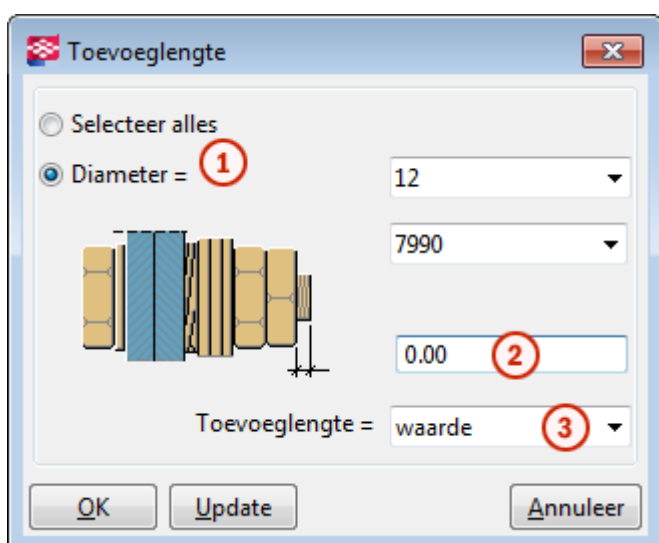 Toevoeglengte
Selecteer alles
Diameter = 1 12
7990
0.00 2
Toevoeglengte = waarde 3
OK Update Annuleer